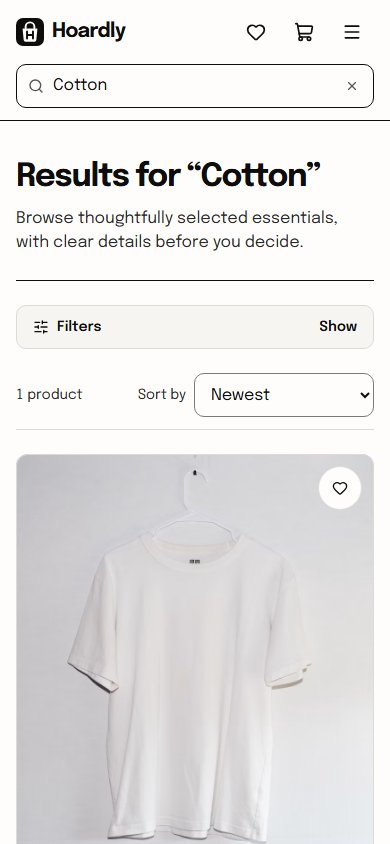 Hoardly
Cotton
Results for “Cotton”
Browse thoughtfully selected essentials,
with clear details before you decide.
Filters
Show
1 product
Sort by
Newest